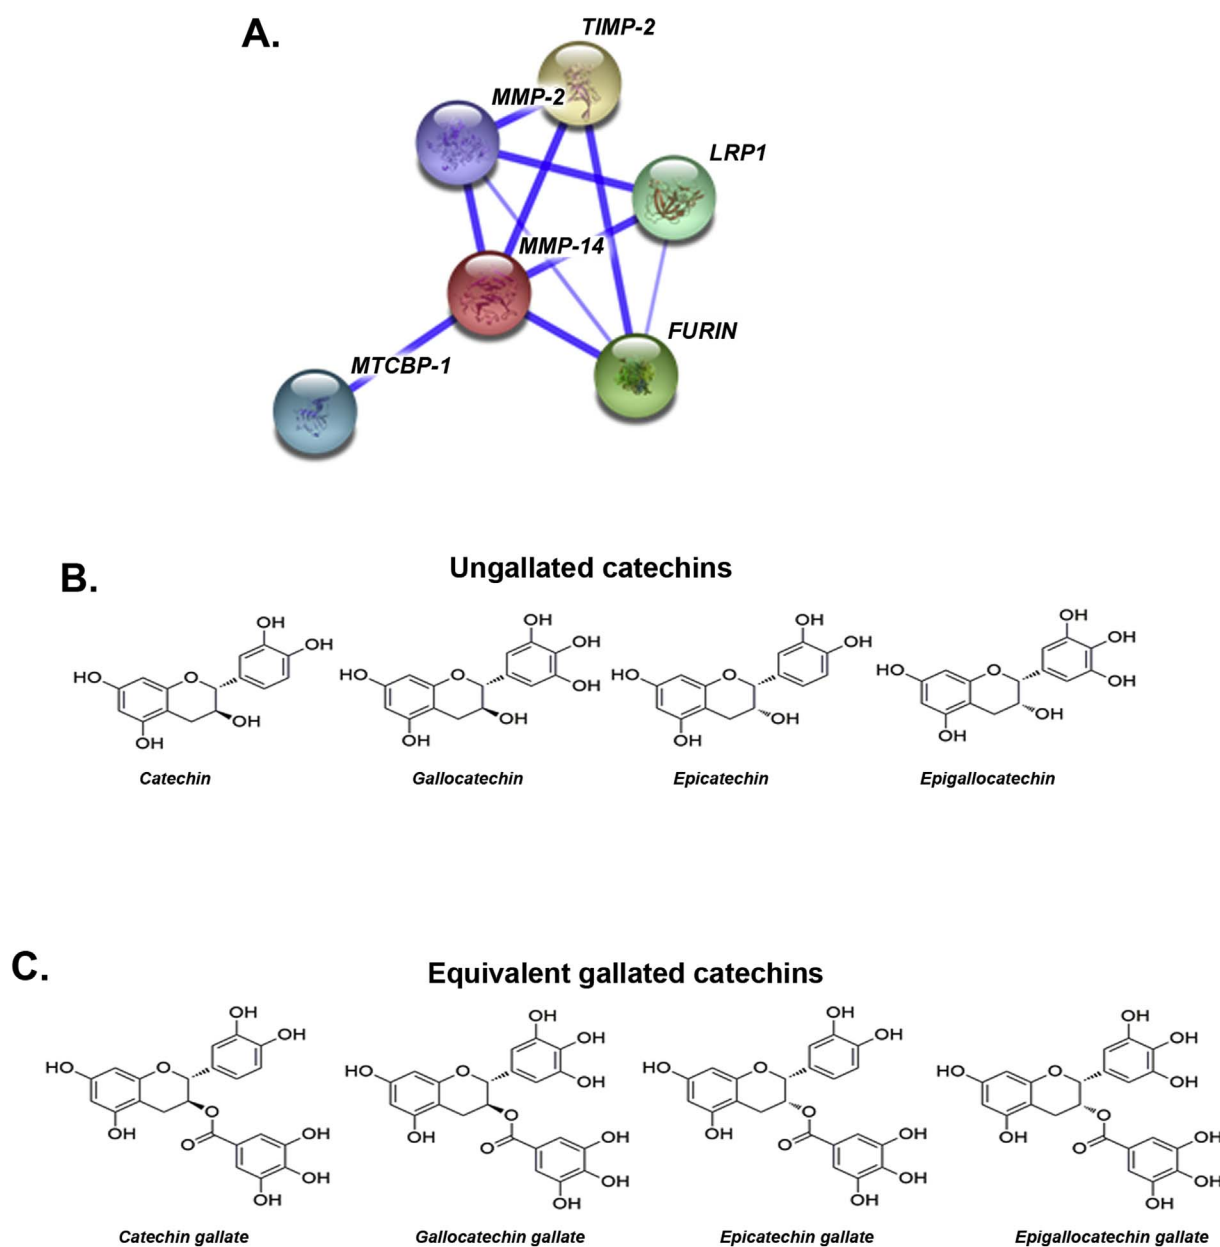 A.
TIMP-2
MMP-2
LRP1
MMP-14
FURIN
MTCBP-1
B.
Ungallated catechins
OH
OH
HO
O
OH
OH
Catechin
OH
OH
OH
HO
O
OH
OH
Gallocatechin
OH
OH
HO
O
OH
OH
Epicatechin
OH
OH
OH
HO
O
OH
OH
Epigallocatechin
C.
Equivalent gallated catechins
OH
OH
HO
O
O
OH
O
OH
OH
OH
Catechin gallate
OH
OH
OH
HO
O
O
OH
O
OH
OH
OH
Gallocatechin gallate
OH
OH
HO
O
O
OH
O
OH
OH
OH
Epicatechin gallate
OH
OH
OH
HO
O
O
OH
O
OH
OH
OH
Epigallocatechin gallate